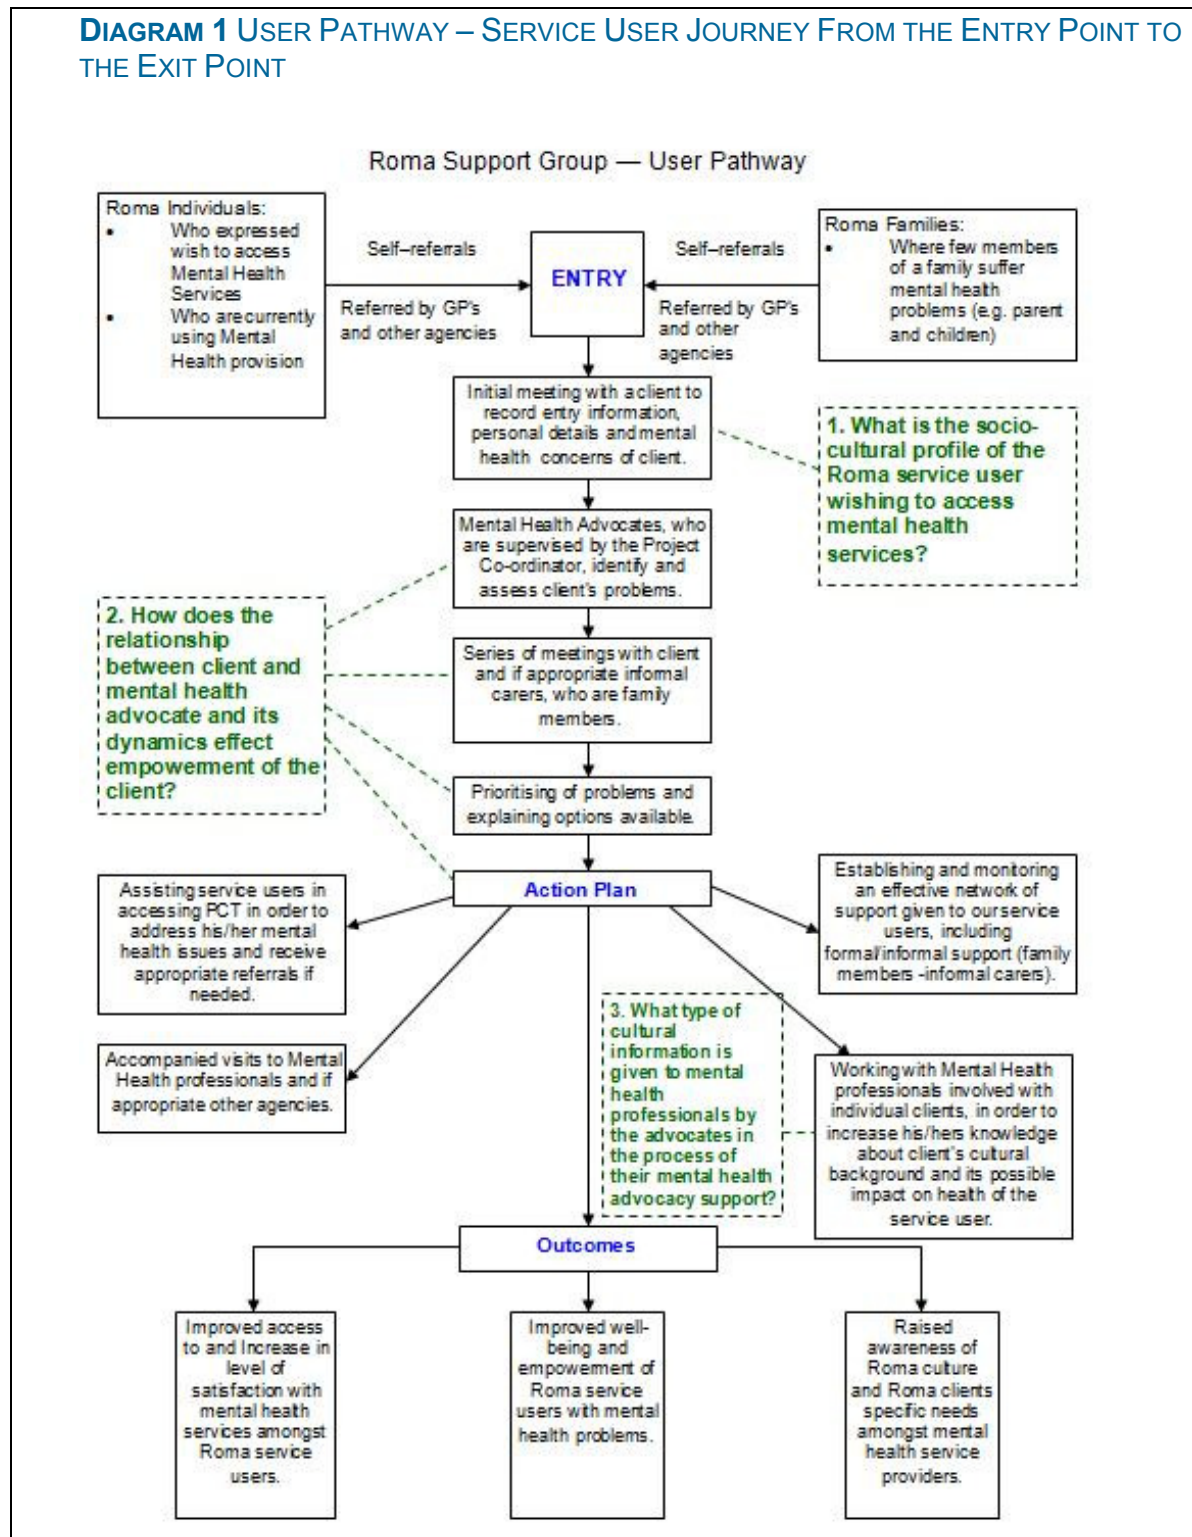 DIAGRAM 1 USER PATHWAY – SERVICE USER JOURNEY FROM THE ENTRY POINT TO
THE EXIT POINT
Roma Support Group — User Pathway
Roma Individuals:
• Who expressed
wish to access
Mental Health
Services
• Who are currently
using Mental
Health provision
Self–referrals
Referred by GP's
and other agencies
ENTRY
Self–referrals
Referred by GP's
and other
agencies
Roma Families:
• Where few members
of a family suffer
mental health
problems (e.g. parent
and children)
Initial meeting with a client to
record entry information,
personal details and mental
health concerns of client.
1. What is the socio-
cultural profile of the
Roma service user
wishing to access
mental health
services?
Mental Health Advocates, who
are supervised by the Project
Co-ordinator, identify and
assess client's problems.
2. How does the
relationship
between client and
mental health
advocate and its
dynamics effect
empowerment of the
client?
Series of meetings with client
and if appropriate informal
carers, who are family
members.
Prioritising of problems and
explaining options available.
Action Plan
Assisting service users in
accessing PCT in order to
address his/her mental
health issues and receive
appropriate referrals if
needed.
Establishing and monitoring
an effective network of
support given to our service
users, including
formal/informal support (family
members -informal carers).
Accompanied visits to Mental
Health professionals and if
appropriate other agencies.
3. What type of
cultural
information is
given to mental
health
professionals by
the advocates in
the process of
their mental health
advocacy support?
Working with Mental Health
professionals involved with
individual clients, in order to
increase his/hers knowledge
about client's cultural
background and its possible
impact on health of the
service user.
Outcomes
Improved access
to and Increase in
level of
satisfaction with
mental health
services amongst
Roma service
users.
Improved well-
being and
empowerment of
Roma service
users with mental
health problems.
Raised
awareness of
Roma culture
and Roma clients
specific needs
amongst mental
health service
providers.